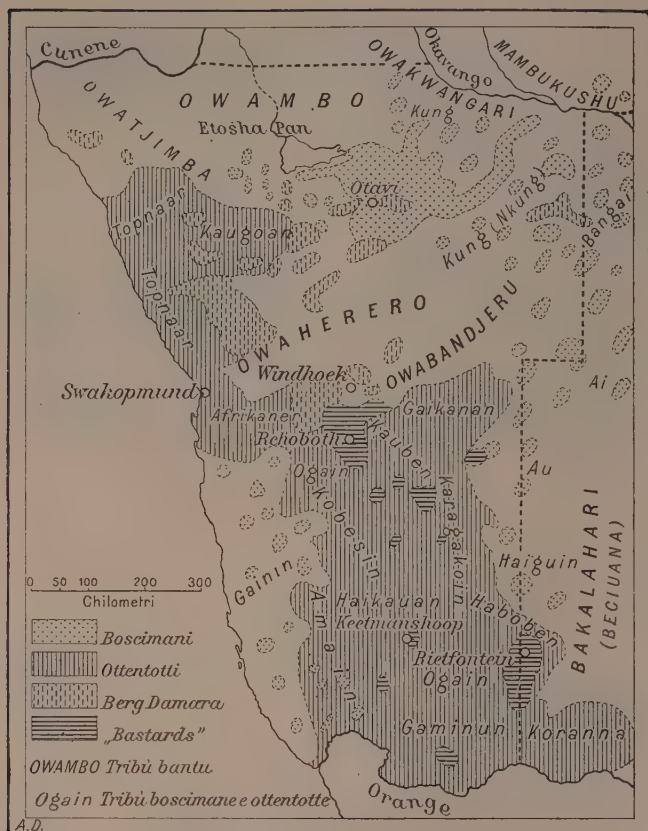 Cunene
Okavango
MAMBUKUSHU
OWAKWANGARI
OWAMBO
Kung
OWATJIMBA
Etosha Pan
Otavi
Topnaar
Kaugoan
Kung (Nkung)
Bangai
Topnaar
OWAHERERO
OWABANDJERU
Windhoek
Swakopmund
Ai
Afrikaner
Gaikanan
Rehoboth
Kauben
Ogain
Au
Kobesin
Karagakoin
BAKALAHARI
(BECIUANA)
Haiguin
Gainin
0 50 100 200 300
Chilometri
Amain
Haikauan
Haboben
Keetmanshoop
Boscimani
Rietfontein
Ogain
Ottentotti
Berg Damara
Gaminun
Koranna
„Bastards"
OWAMBO Tribù bantu
Orange
Ogain Tribù boscimane e ottentotte
A.D.